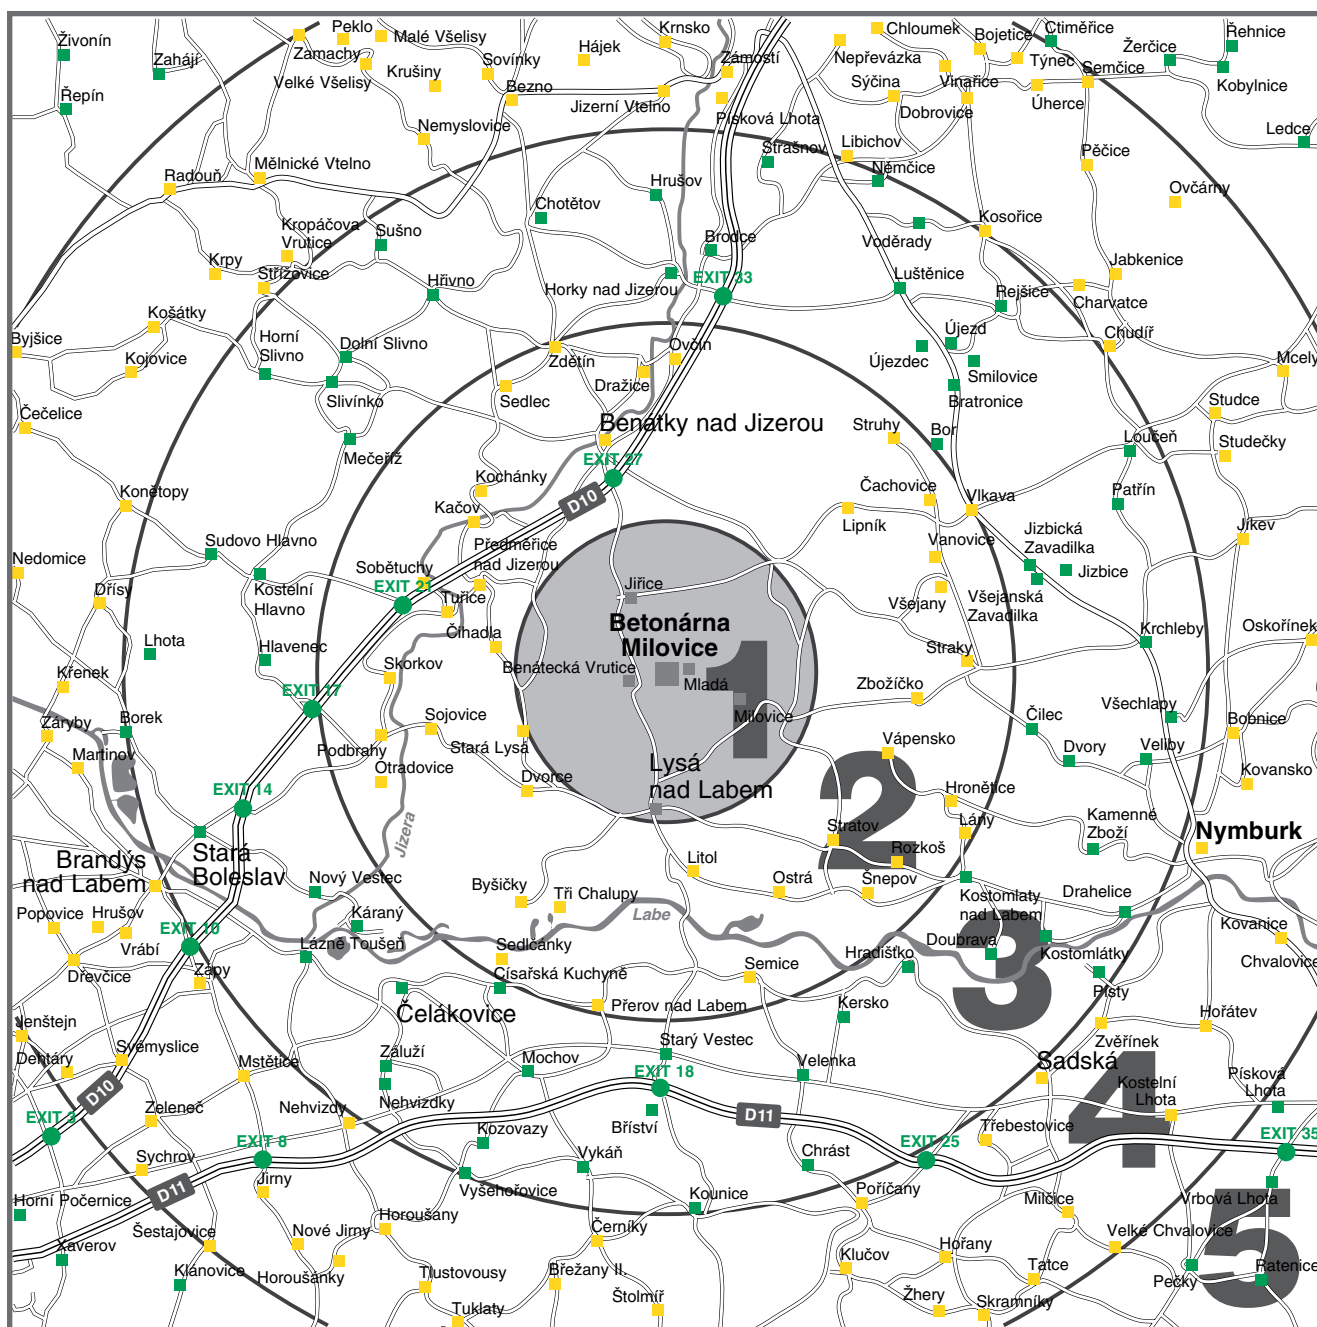 Živonín
Zahájí
Peklo
Zamachy
Malé Všelisy
Velké Všelisy
Krušiny
Sovínky
Hájek
Krnsko
Zámostí
Chloumek
Nepřevázka
Bojetice
Ctiměřice
Týnec
Žerčice
Řehnice
Kobylnice
Řepín
Bezno
Jizerní Vtelno
Písková Lhota
Sýčina
Vinařice
Dobrovice
Semčice
Úherce
Ledce
Nemyslovice
Strašnov
Libichov
Němčice
Pěčice
Ovčárny
Radouň
Mělnické Vtelno
Hrušov
Chotětov
Kropáčova
Vrutice
Sušno
Brodce
Voděrady
Kosořice
Krpy
Střížovice
Hřivno
Horky nad Jizerou
EXIT 33
Luštěnice
Rejšice
Jabkenice
Charvatce
Košátky
Byjšice
Kojovice
Horní
Slivno
Dolní Slivno
Slivínko
Zdětín
Ovčín
Dražice
Sedlec
Újezd
Újezdec
Smilovice
Bratronice
Chudíř
Mcely
Čečelice
Mečeříž
Benátky nad Jizerou
Struhy
Bor
Studce
Loučeň
Studečky
EXIT 27
Kochánky
D10
Konětopy
Kačov
Čachovice
Vlkava
Lipník
Patřín
Jíkev
Sudovo Hlavno
Předměřice
nad Jizerou
Vanovice
Jizbická
Zavadilka
Jizbice
Nedomice
Sobětuchy
EXIT 21
Kostelní
Hlavno
Tuřice
Jiřice
Všejany
Všejanská
Zavadilka
Dřísy
Čihadla
Betonárna
Milovice
1
Straky
Krchleby
Oskořínek
Lhota
Hlavenec
Skorkov
Benátecká Vrutice
Mladá
Milovice
Křenek
EXIT 17
Zbožíčko
Všechlapy
Záryby
Borek
Martinov
Podbrahy
Sojovice
Stará Lysá
Čilec
Bobnice
Otradovice
Dvorce
Lysá
nad Labem
Vápensko
2
Dvory
Veliby
Kovansko
EXIT 14
Hronětice
Kamenné
Zboží
Nymburk
Jizera
Stratov
Lány
Brandýs
nad Labem
Stará
Boleslav
Nový Vestec
Litol
Rozkoš
Ostrá
Šnepov
Byšičky
Tři Chalupy
Kostomlaty
nad Labem
Drahelice
Popovice
Hrušov
Vrábí
EXIT 10
Káraný
Labe
Lázně Toušeň
Sedlčánky
Hradišťko
Doubrava
3
Kostomlátky
Kovanice
Chvalovice
Dřevčice
Zápy
Císařská Kuchyně
Semice
Písty
Čelákovice
Přerov nad Labem
Kersko
Hořátev
Jenštejn
Dehtáry
Svémyslice
Mstětice
Záluží
Mochov
Starý Vestec
Velenka
Zvěřínek
Sadská
4
EXIT 18
D10
Nehvizdky
Kostelní
Lhota
Písková
Lhota
EXIT 3
Zeleneč
Nehvizdy
Kozovazy
Bříství
D11
Třebestovice
EXIT 8
EXIT 25
EXIT 35
Sychrov
D11
Jirny
Vyšehořovice
Vykáň
Chrást
Horní Počernice
Kounice
Poříčany
Milčice
Vrbová Lhota
5
Xaverov
Šestajovice
Nové Jirny
Horoušany
Černíky
Klučov
Hořany
Velké Chvalovice
Klánovice
Horoušánky
Tlustovousy
Břežany II.
Štolmíř
Tatce
Pečky
Ratenice
Tuklaty
Žhery
Skramníky